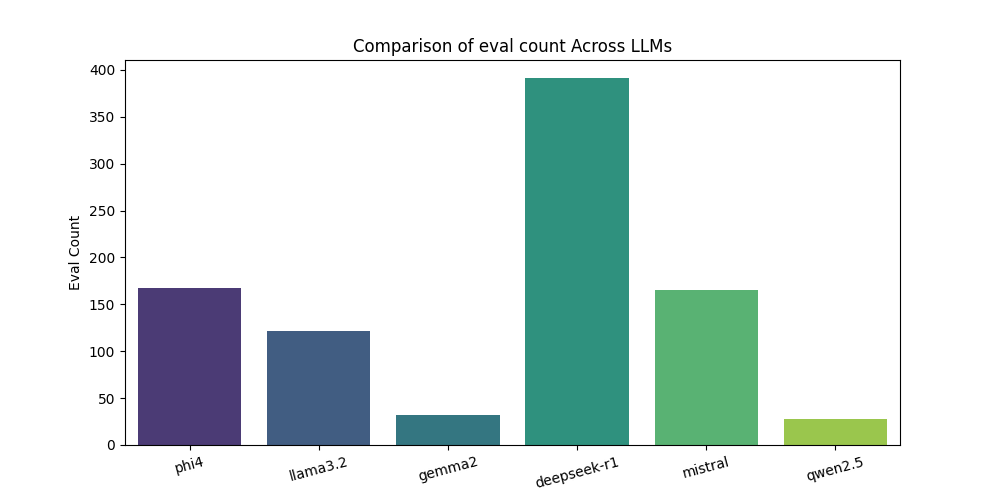 Comparison of eval count Across LLMs
Eval Count
400
350
300
250
200
150
100
50
0
phi4
llama3.2
gemma2
deepseek-r1
mistral
qwen2.5